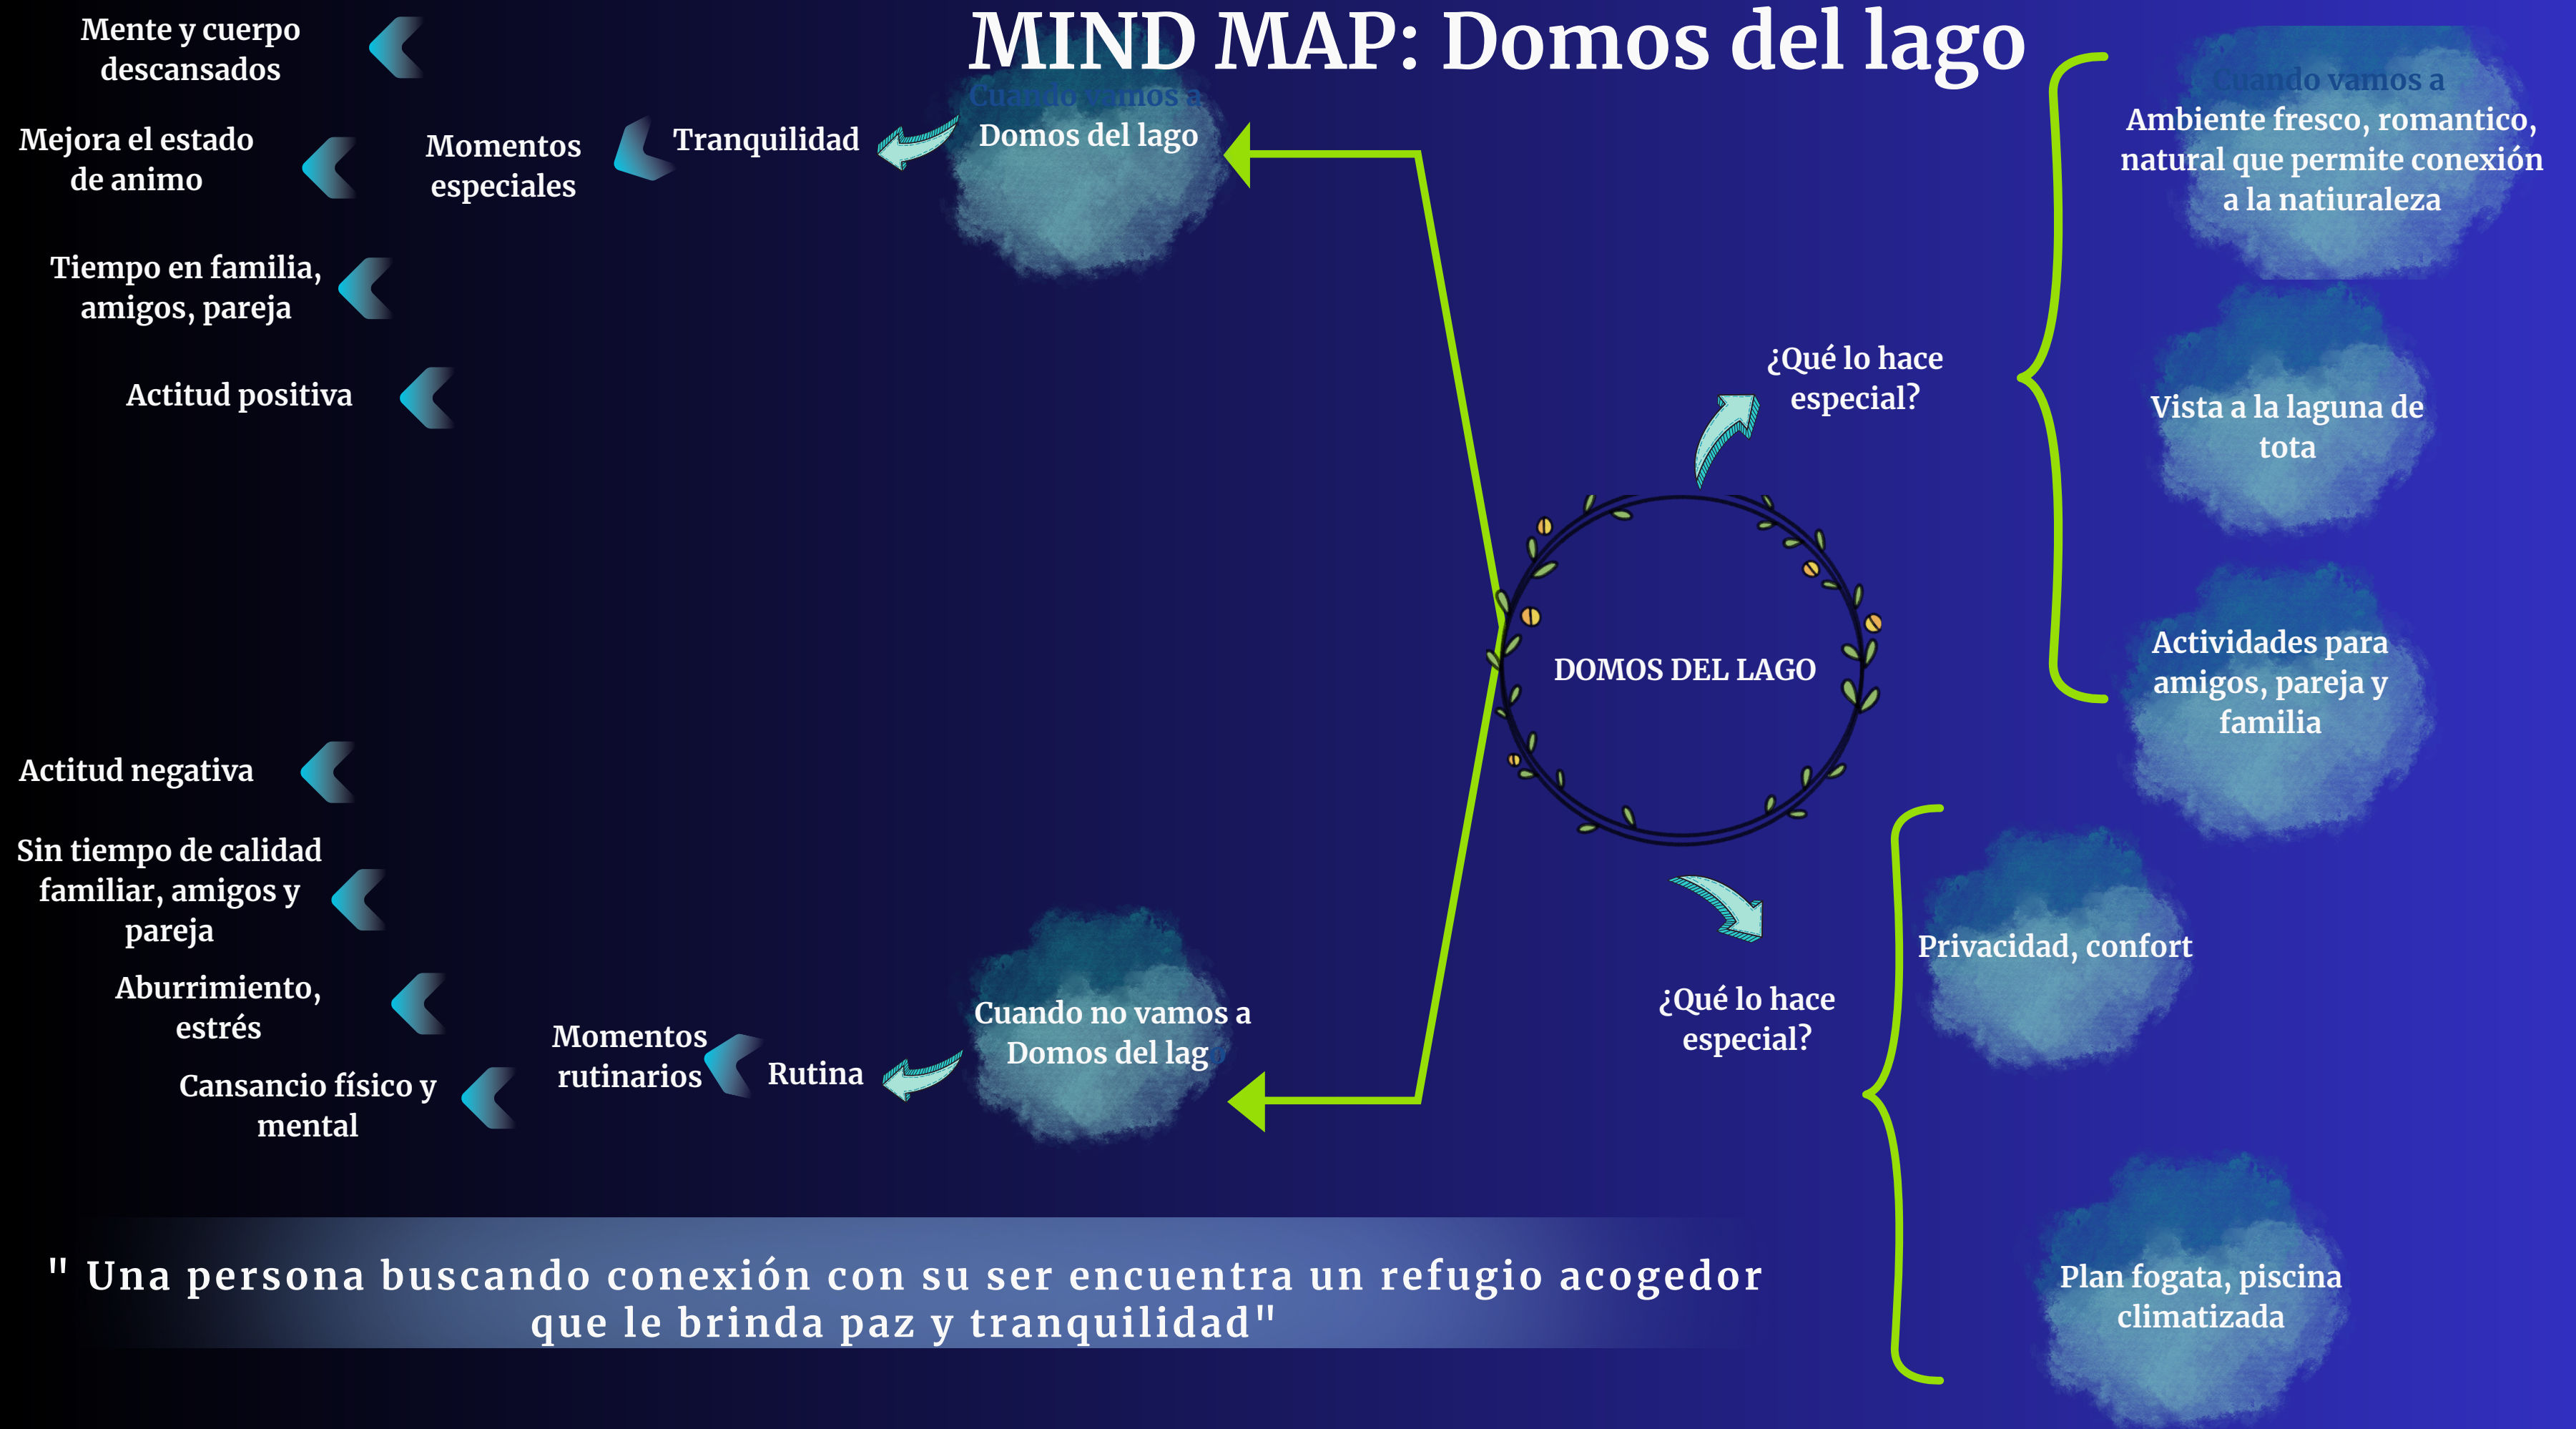 MIND MAP: Domos del lago
Mente y cuerpo
descansados
Mejora el estado
de animo
Tiempo en familia,
amigos, pareja
Actitud positiva
Momentos
especiales
Tranquilidad
Cuando vamos a
Domos del lago
¿Qué lo hace
especial?
Cuando vamos a
Ambiente fresco, romantico,
natural que permite conexión
a la natiuraleza
Vista a la laguna de
tota
Actividades para
amigos, pareja y
familia
DOMOS DEL LAGO
Actitud negativa
Sin tiempo de calidad
familiar, amigos y
pareja
Aburrimiento,
estrés
Cansancio físico y
mental
Momentos
rutinarios
Rutina
Cuando no vamos a
Domos del lago
¿Qué lo hace
especial?
Privacidad, confort
Plan fogata, piscina
climatizada
" Una persona buscando conexión con su ser encuentra un refugio acogedor
que le brinda paz y tranquilidad"